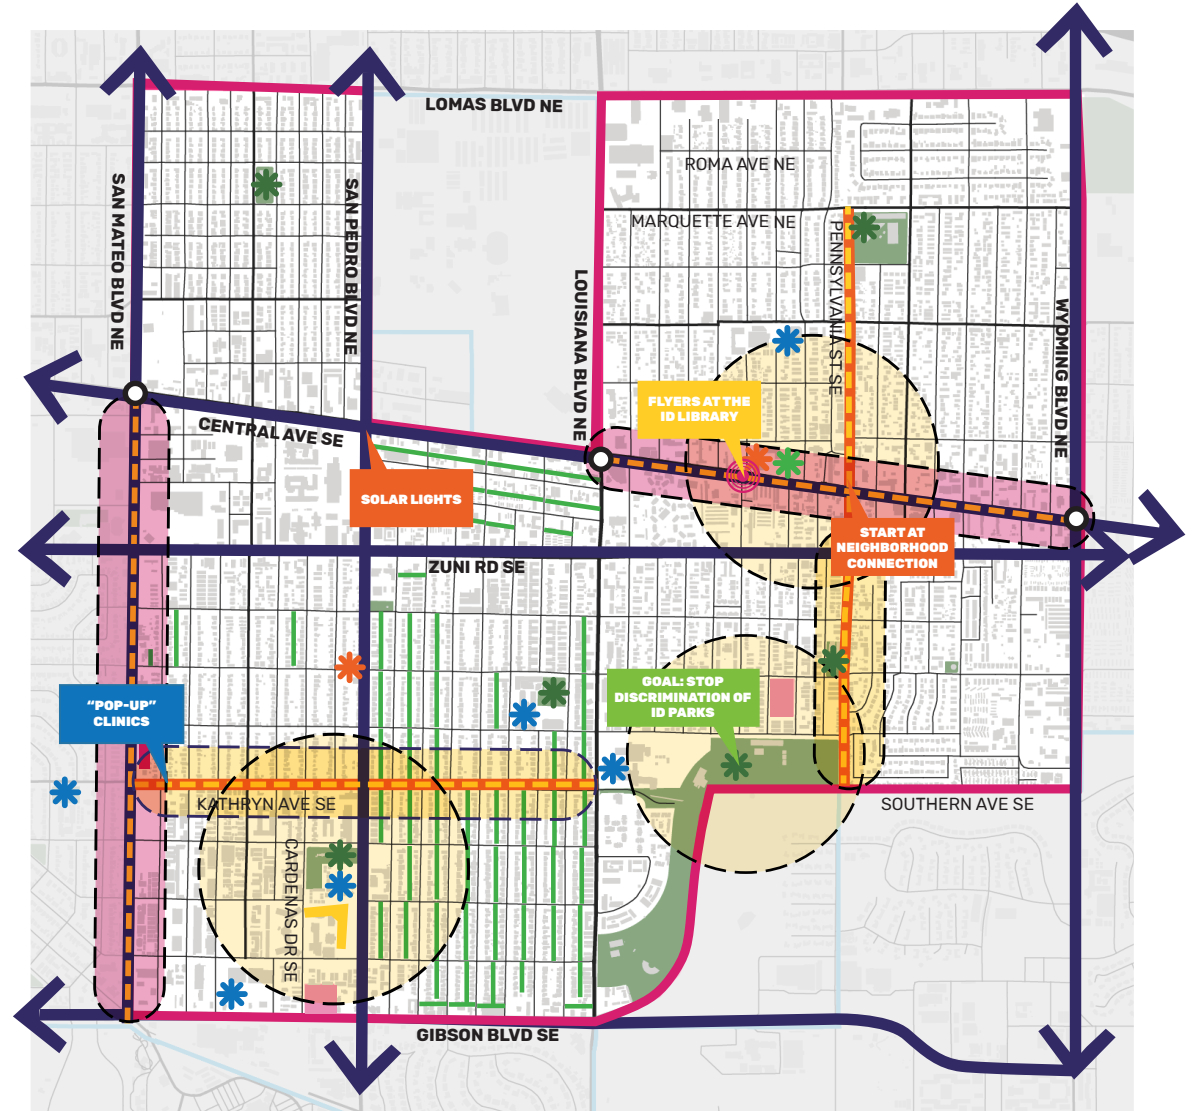 LOMAS BLVD NE
ROMA AVE NE
MARQUETTE AVE NE
SAN MATEO BLVD NE
SAN PEDRO BLVD NE
LOUISIANA BLVD NE
PENNSYLVANIA ST SE
WYOMING BLVD NE
FLYERS AT THE
ID LIBRARY
CENTRAL AVE SE
SOLAR LIGHTS
START AT
NEIGHBORHOOD
CONNECTION
ZUNI RD SE
GOAL: STOP
DISCRIMINATION OF
ID PARKS
“POP-UP”
CLINICS
KATHRYN AVE SE
SOUTHERN AVE SE
CARDENAS DR SE
GIBSON BLVD SE